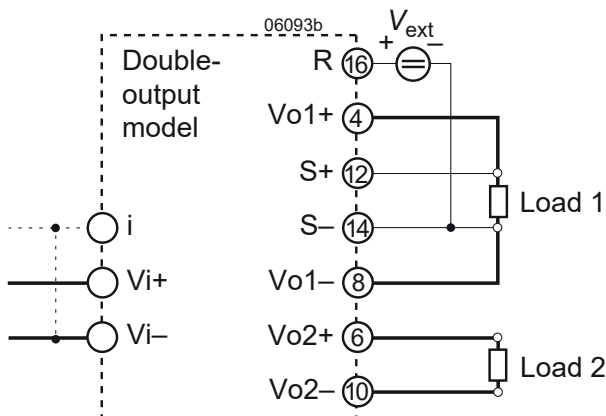 06093b
Vext
+ –
Double-
output
model
R 16
Vo1+ 4
S+ 12
Load 1
i
S– 14
Vi+
Vo1– 8
Vi–
Vo2+ 6
Load 2
Vo2– 10